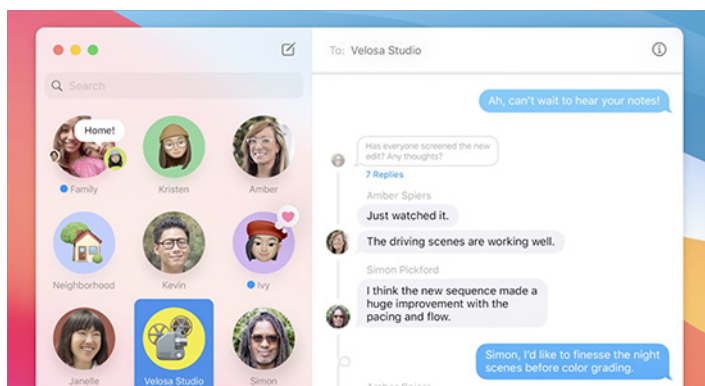 To: Velosa Studio
Search
Ah, can't wait to hear your notes!
Home!
Family
Kristen
Amber
Neighborhood
Kevin
Ivy
Janelle
Velosa Studio
Simon
Has everyone screened the new
edit? Any thoughts?
7 Replies
Amber Spiers
Just watched it.
The driving scenes are working well.
Simon Pickford
I think the new sequence made a
huge improvement with the
pacing and flow.
Simon, I'd like to finesse the night
scenes before color grading.
Amber Spiers